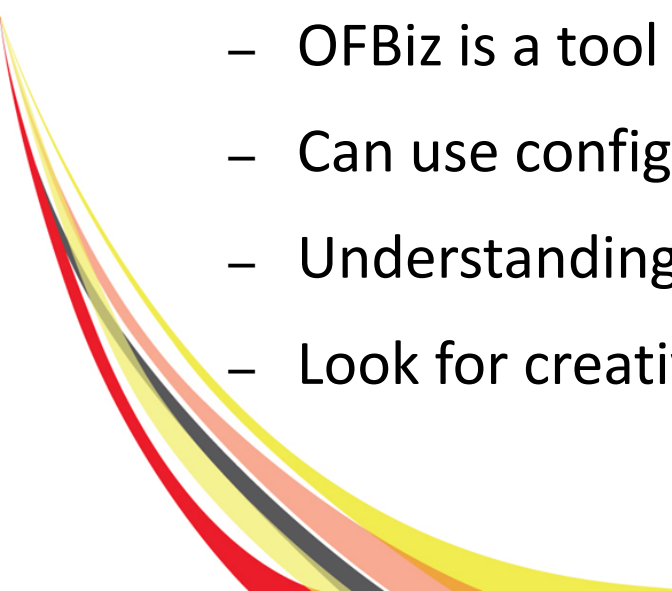 – OFBiz is a tool
– Can use config
– Understanding
– Look for creati